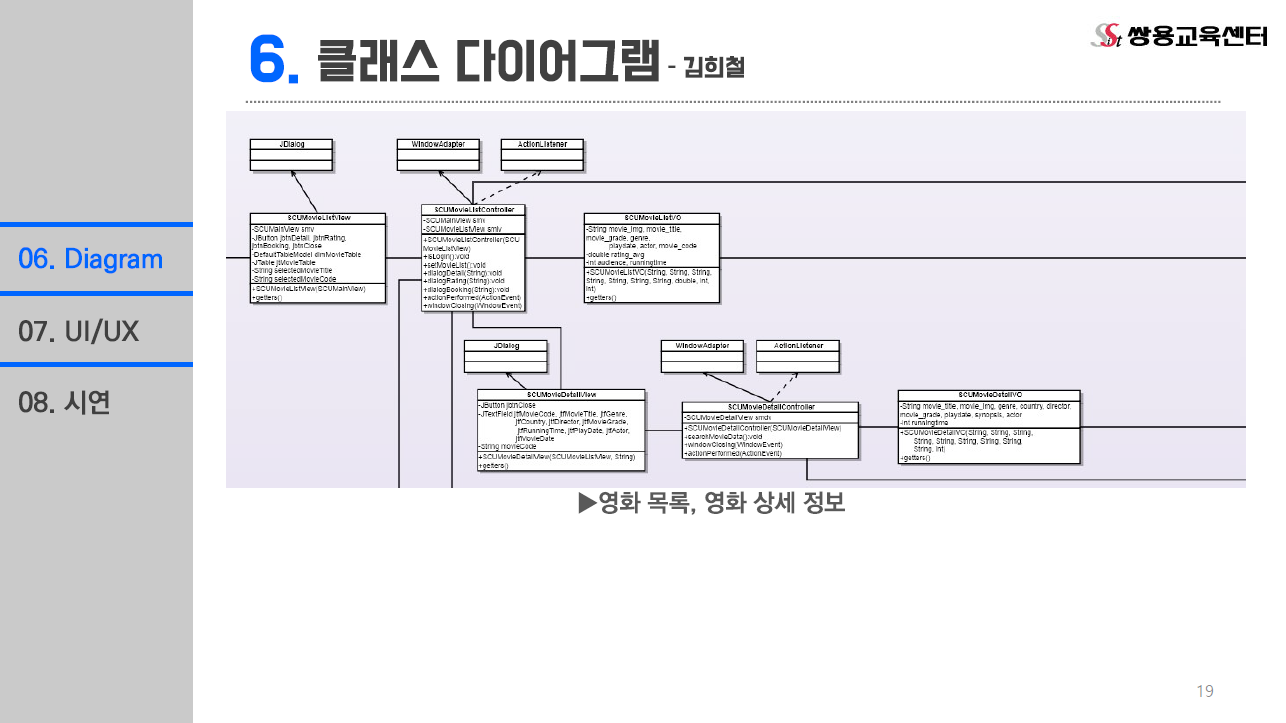 쌍용교육센터
6. 클래스 다이어그램 - 김희철
06. Diagram
07. UI/UX
08. 시연
JDialog
WindowAdapter
ActionListener
SCUMovieListView
-SCUMainView smv
-JButton jbtnDetail, jbtnRating,
jbtnBooking, jbtnClose
-DefaultTableModel dtmMovieTable
-JTable jtMovieTable
-String selectedMovieTitle
-String selectedMovieCode
+SCUMovieListView(SCUMainView)
+getters()
SCUMovieListController
-SCUMainView smv
-SCUMovieListView smlv
+SCUMovieListController(SCU
MovieListView)
+isLogin():void
+setMovieList():void
+dialogDetail(String):void
+dialogRating(String):void
+dialogBooking(String):void
+actionPerformed(ActionEvent)
+windowClosing(WindowEvent)
SCUMovieListVO
-String movie_img, movie_title,
movie_grade, genre,
playdate, actor, movie_code
-double rating_avg
-int audience, runningtime
+SCUMovieListVO(String, String, String,
String, String, String, String, double, int,
int)
+getters()
JDialog
WindowAdapter
ActionListener
SCUMovieDetailView
-JButton jbtnClose
-JTextField jtfMovieCode, jtfMovieTitle, jtfGenre,
jtfCountry, jtfDirector, jtfMovieGrade,
jtfRunningTime, jtfPlayDate, jtfActor,
jtfMovieDate
-String movieCode
+SCUMovieDetailView(SCUMovieListView, String)
+getters()
SCUMovieDetailController
-SCUMovieDetailView smdv
+SCUMovieDetailController(SCUMovieDetailView)
+searchMovieData():void
+windowClosing(WindowEvent)
+actionPerformed(ActionEvent)
SCUMovieDetailVO
-String movie_title, movie_img, genre, country, director,
movie_grade, playdate, synopsis, actor
-int runningtime
+SCUMovieDetailVO(String, String, String,
String, String, String, String, String,
String, int)
+getters()
▶영화 목록, 영화 상세 정보
19